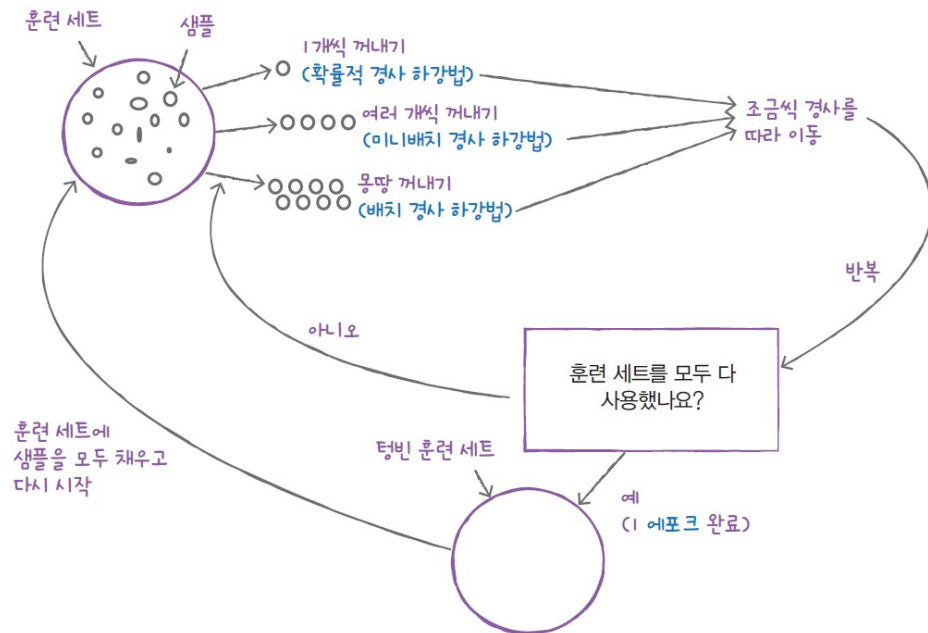 훈련 세트
샘플
1개씩 꺼내기
(확률적 경사 하강법)
여러 개씩 꺼내기
(미니배치 경사 하강법)
몽땅 꺼내기
(배치 경사 하강법)
조금씩 경사를
따라 이동
반복
아니오
훈련 세트를 모두 다
사용했나요?
훈련 세트에
샘플을 모두 채우고
다시 시작
텅빈 훈련 세트
예
(1 에포크 완료)